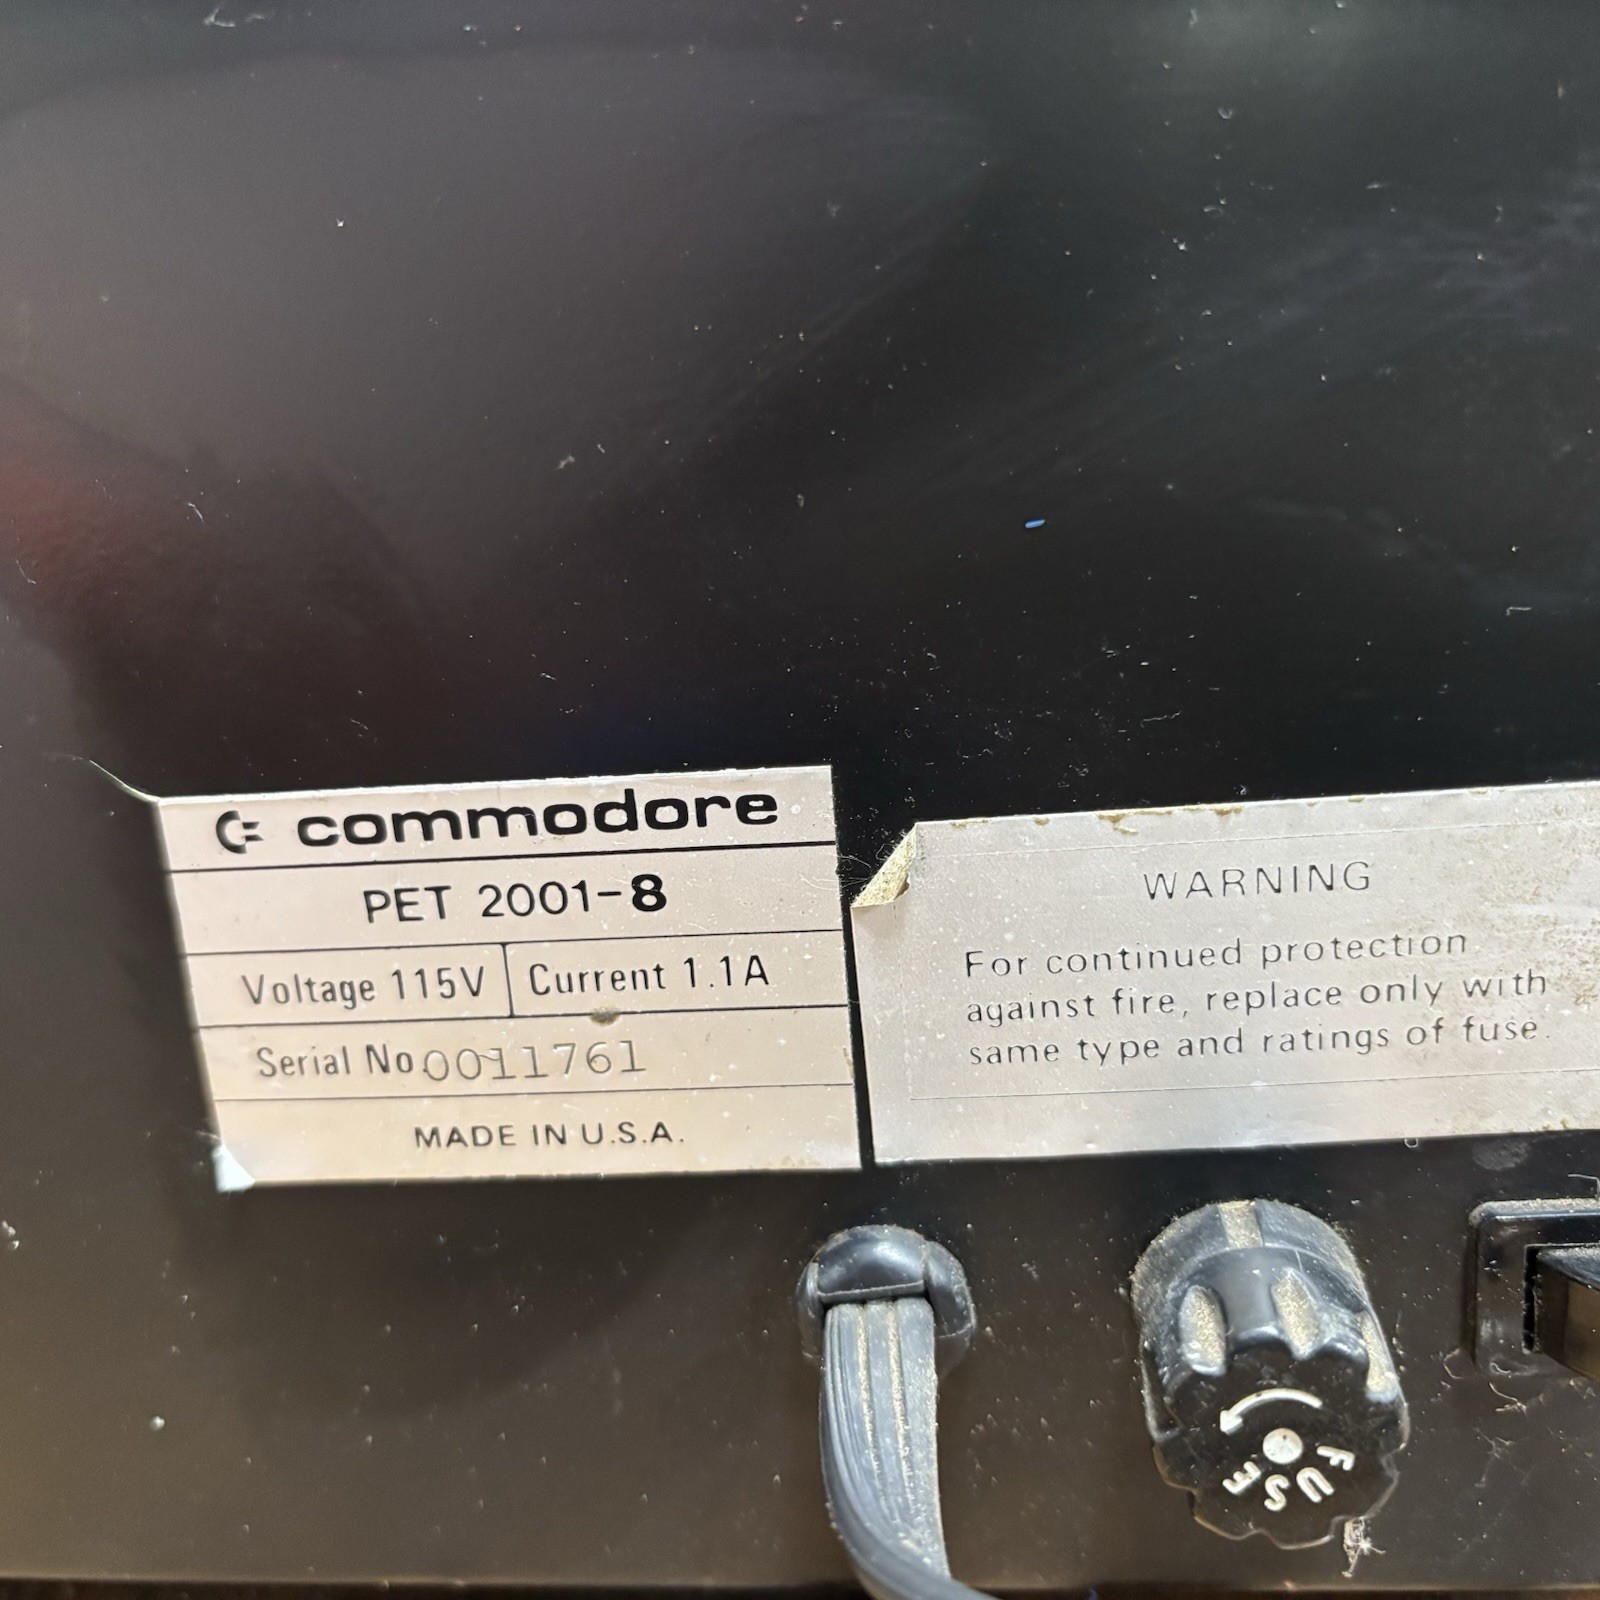 commodore
PET 2001-8
Voltage 115V Current 1.1A
Serial No. 0011761
MADE IN U.S.A.
WARNING
For continued protection
against fire, replace only with
same type and ratings of fuse.
FUSE